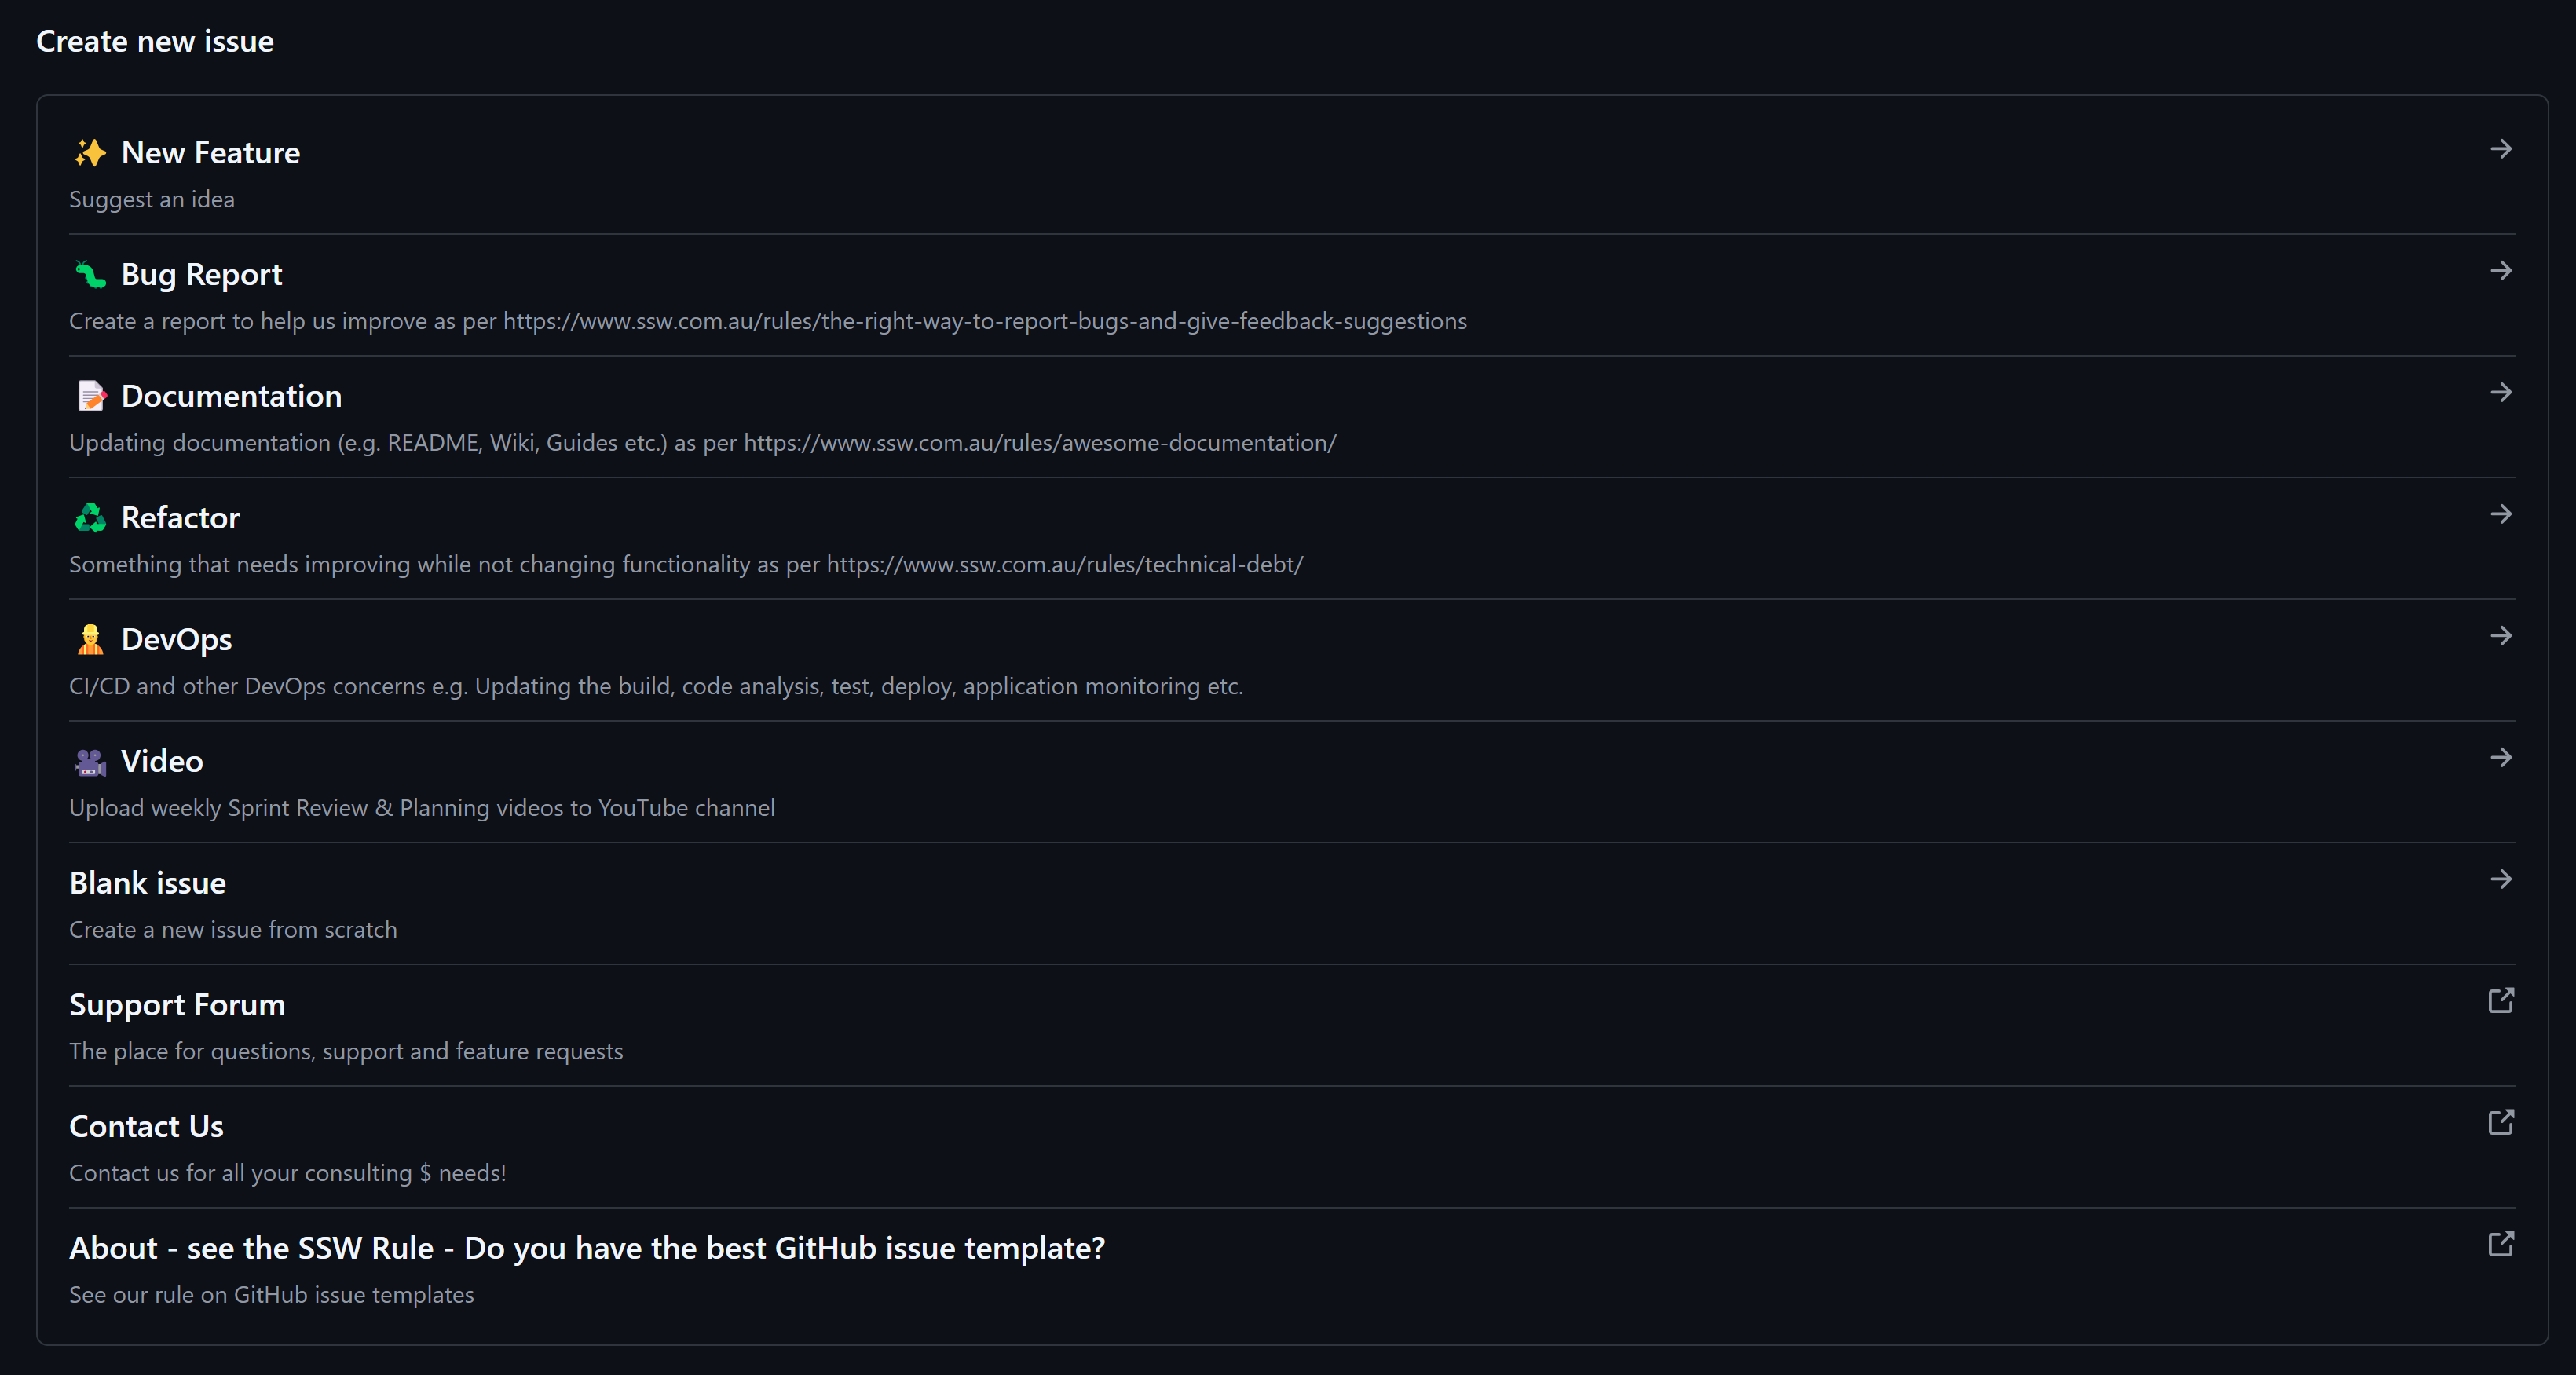 Create new issue
✨ New Feature
Suggest an idea
🐛 Bug Report
Create a report to help us improve as per https://www.ssw.com.au/rules/the-right-way-to-report-bugs-and-give-feedback-suggestions
📝 Documentation
Updating documentation (e.g. README, Wiki, Guides etc.) as per https://www.ssw.com.au/rules/awesome-documentation/
♻️ Refactor
Something that needs improving while not changing functionality as per https://www.ssw.com.au/rules/technical-debt/
👷 DevOps
CI/CD and other DevOps concerns e.g. Updating the build, code analysis, test, deploy, application monitoring etc.
🎥 Video
Upload weekly Sprint Review & Planning videos to YouTube channel
Blank issue
Create a new issue from scratch
Support Forum
The place for questions, support and feature requests
Contact Us
Contact us for all your consulting $ needs!
About - see the SSW Rule - Do you have the best GitHub issue template?
See our rule on GitHub issue templates